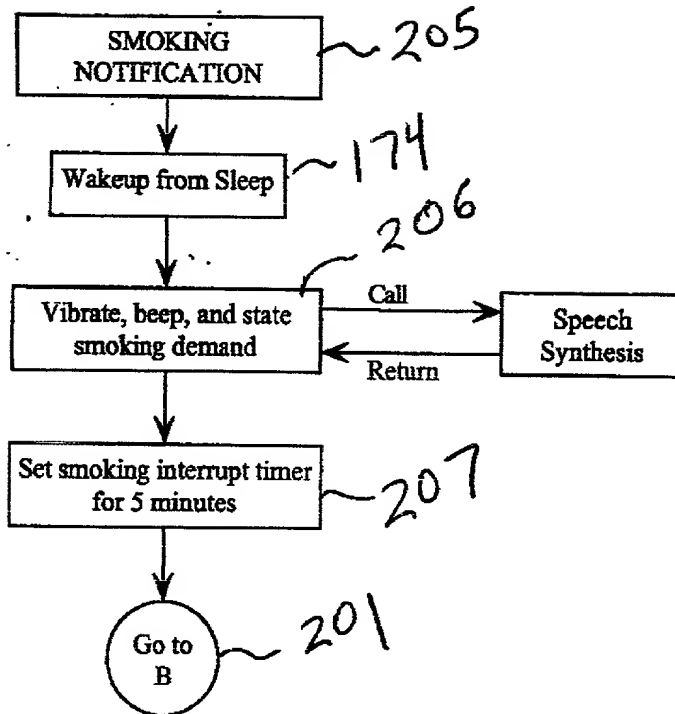 SMOKING
NOTIFICATION
205
Wakeup from Sleep
174
206
Vibrate, beep, and state
smoking demand
Call
Return
Speech
Synthesis
Set smoking interrupt timer
for 5 minutes
207
Go to
B
201